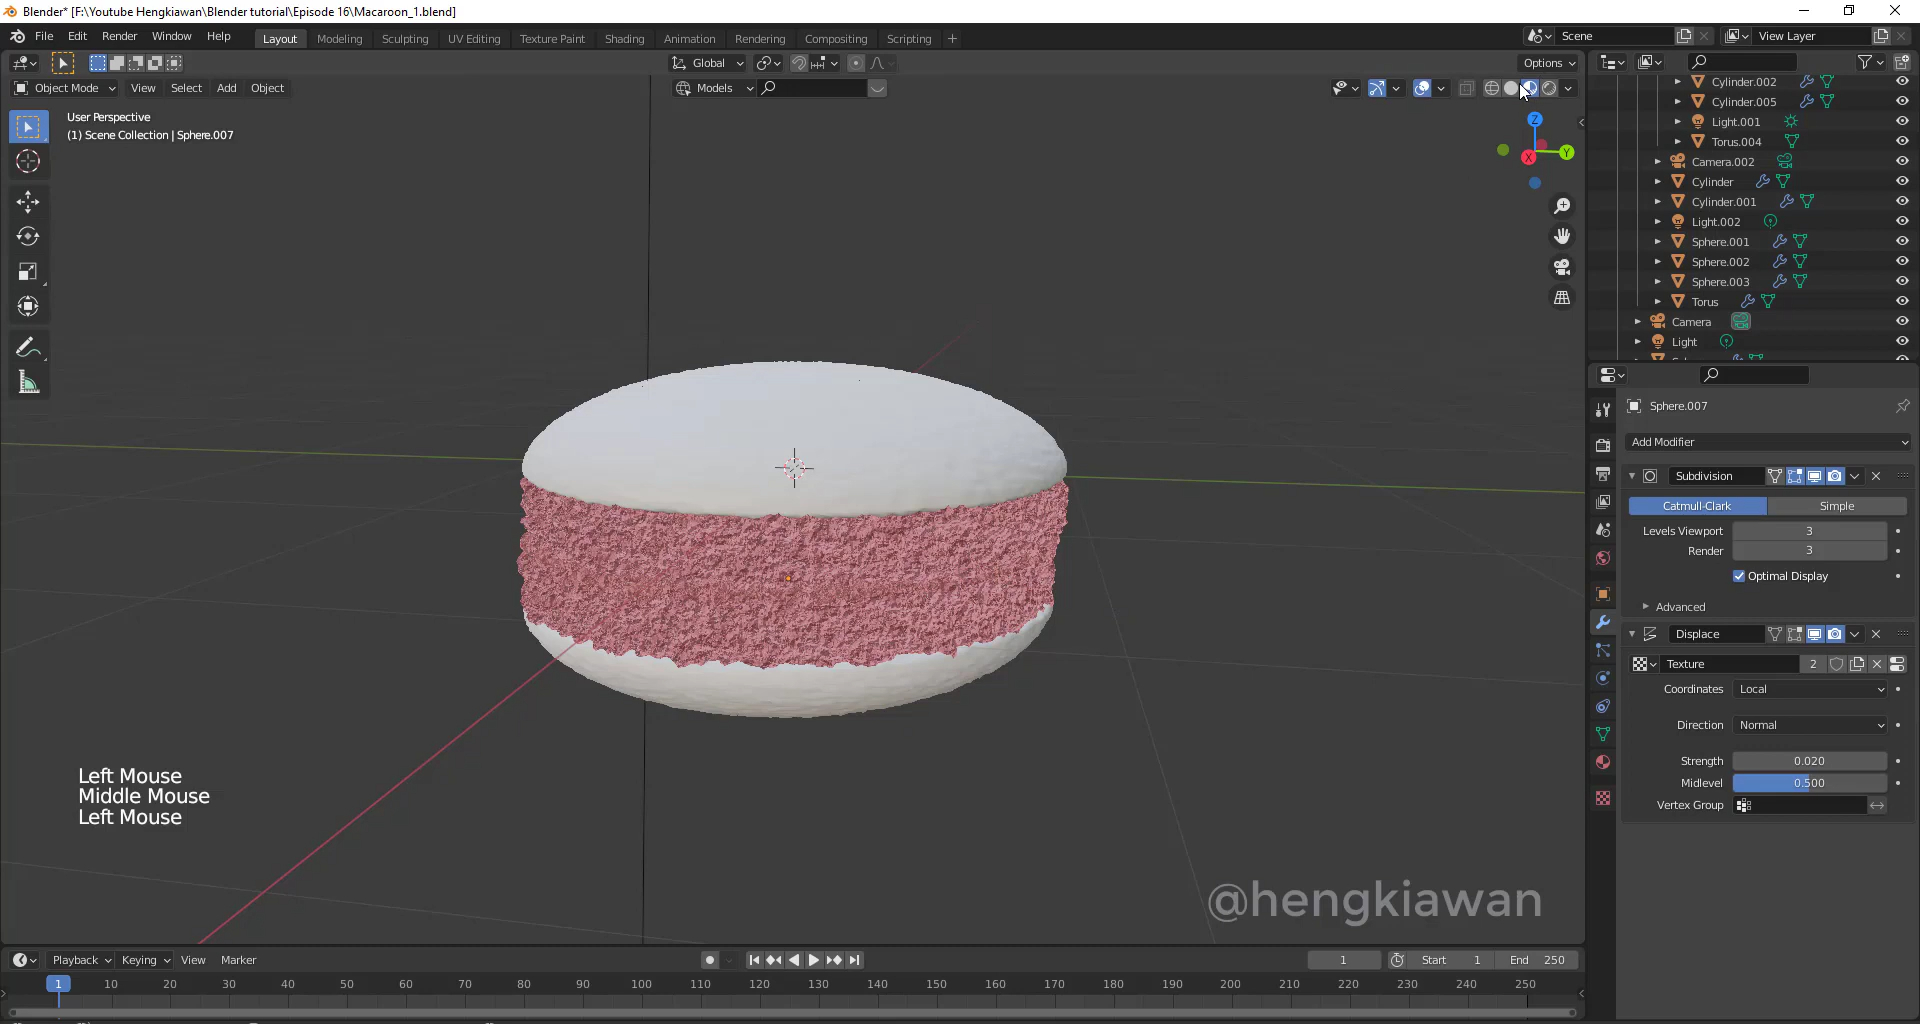 Blender* [F:\Youtube Hengkiawan\Blender tutorial\Episode 16\Macaroon_1.blend]
File Edit Render Window Help Layout Modeling Sculpting UV Editing Texture Paint Shading Animation Rendering Compositing Scripting + Scene View Layer
Global Options
Object Mode View Select Add Object Models
User Perspective
(1) Scene Collection | Sphere.007
Z
Y
X
Cylinder.002
Cylinder.005
Light.001
Torus.004
Camera.002
Cylinder
Cylinder.001
Light.002
Sphere.001
Sphere.002
Sphere.003
Torus
Camera
Light
Sphere.007
Add Modifier
Subdivision
Catmull-Clark Simple
Levels Viewport 3
Render 3
Optimal Display
Advanced
Displace
Texture 2
Coordinates Local
Direction Normal
Strength 0.020
Midlevel 0.500
Vertex Group
Left Mouse
Middle Mouse
Left Mouse
@hengkiawan
Playback Keying View Marker 1 Start 1 End 250
1 10 20 30 40 50 60 70 80 90 100 110 120 130 140 150 160 170 180 190 200 210 220 230 240 250